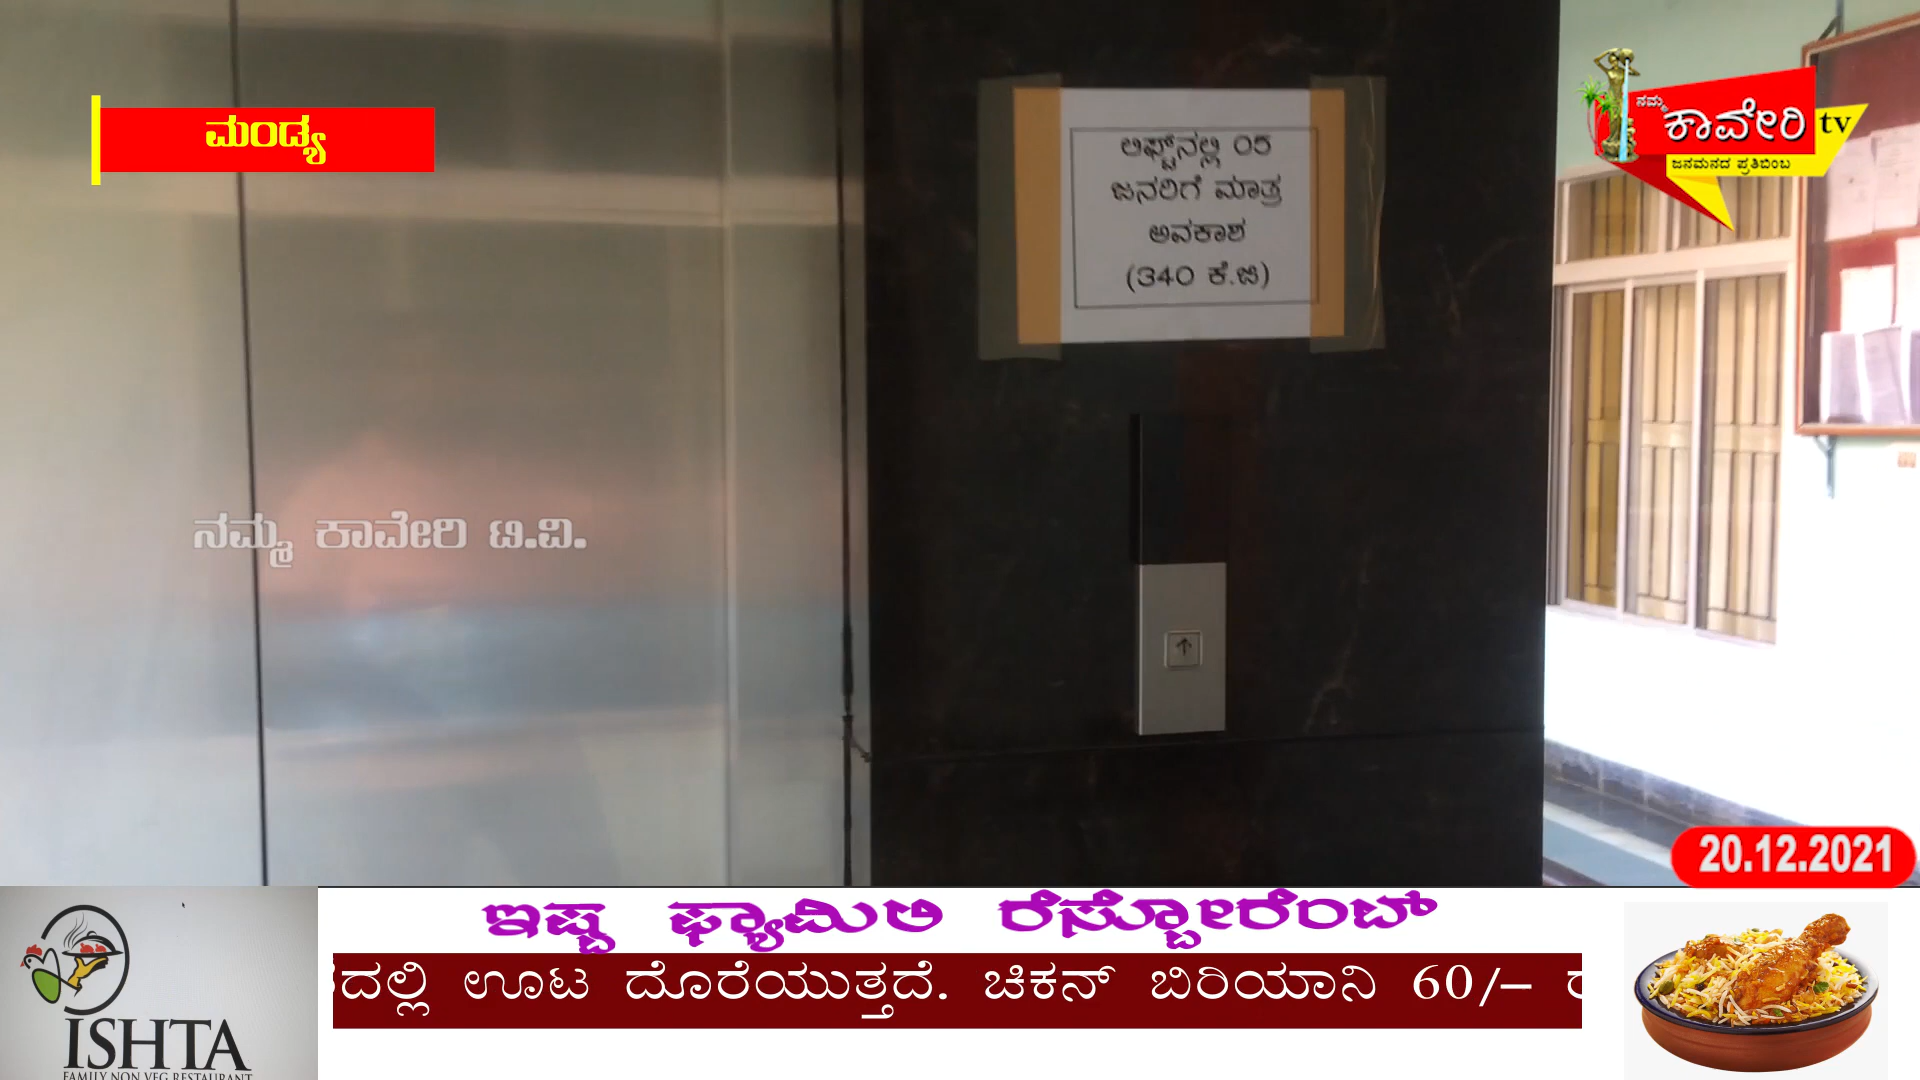 ಮಂಡ್ಯ
ನಮ್ಮ
ಕಾವೇರಿ tv
ಜನಮನದ ಪ್ರತಿಬಿಂಬ
ಲಿಫ್ಟ್‌ನಲ್ಲಿ 05
ಜನರಿಗೆ ಮಾತ್ರ
ಅವಕಾಶ
(340 ಕೆ.ಜಿ)
ನಮ್ಮ ಕಾವೇರಿ ಟಿ.ವಿ.
20.12.2021
ಇಷ್ಟ ಫ್ಯಾಮಿಲಿ ರೆಸ್ಟೋರೆಂಟ್
ದಲ್ಲಿ ಊಟ ದೊರೆಯುತ್ತದೆ. ಚಿಕನ್ ಬಿರಿಯಾನಿ 60/–
ISHTA
FAMILY NON VEG RESTAURANT